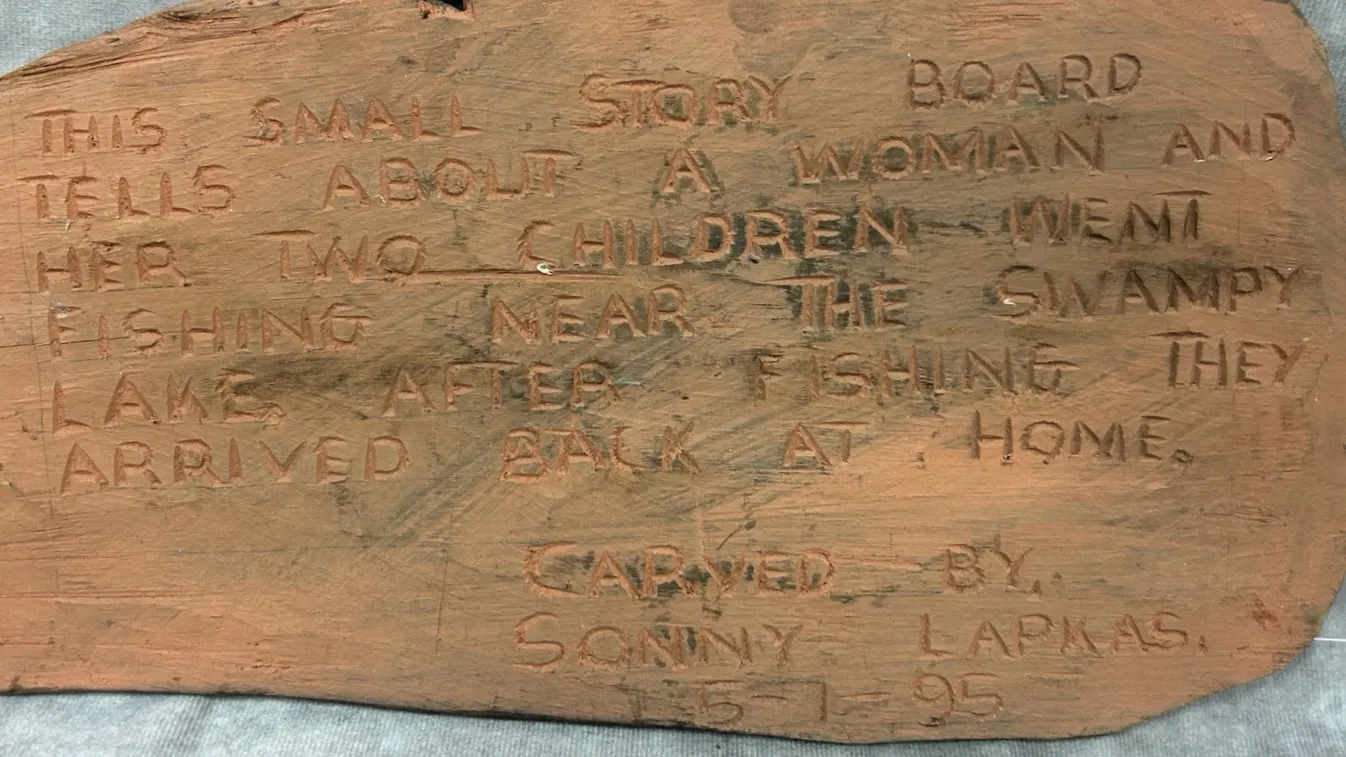 THIS SMALL STORY BOARD
TELLS ABOUT A WOMAN AND
HER TWO CHILDREN WENT
FISHING NEAR THE SWAMPY
LAKE. AFTER FISHING THEY
ARRIVED BACK AT HOME.
CARVED BY,
SONNY LAPKAS.
5-1-95